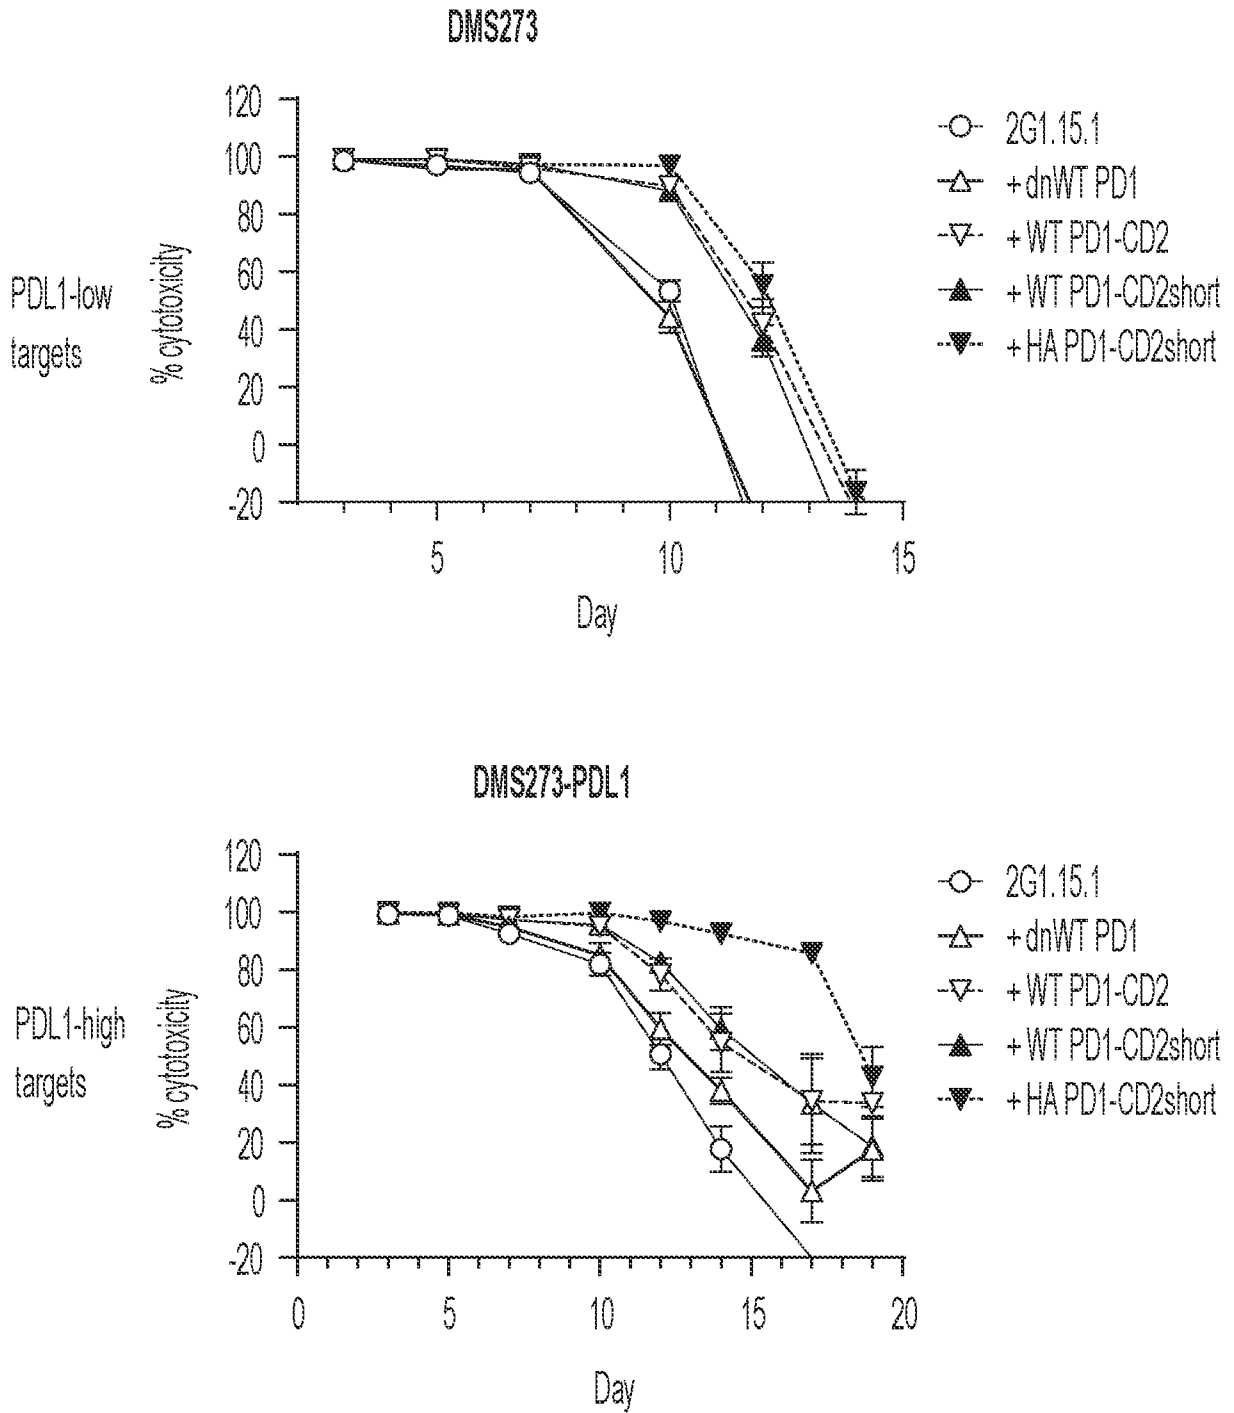 DMS273
120
100
80
60
40
20
0
-20
% cytotoxicity
PDL1-low
targets
5
10
15
Day
2G1.15.1
+ dnWT PD1
+ WT PD1-CD2
+ WT PD1-CD2short
+ HA PD1-CD2short
DMS273-PDL1
120
100
80
60
40
20
0
-20
% cytotoxicity
PDL1-high
targets
0
5
10
15
20
Day
2G1.15.1
+ dnWT PD1
+ WT PD1-CD2
+ WT PD1-CD2short
+ HA PD1-CD2short